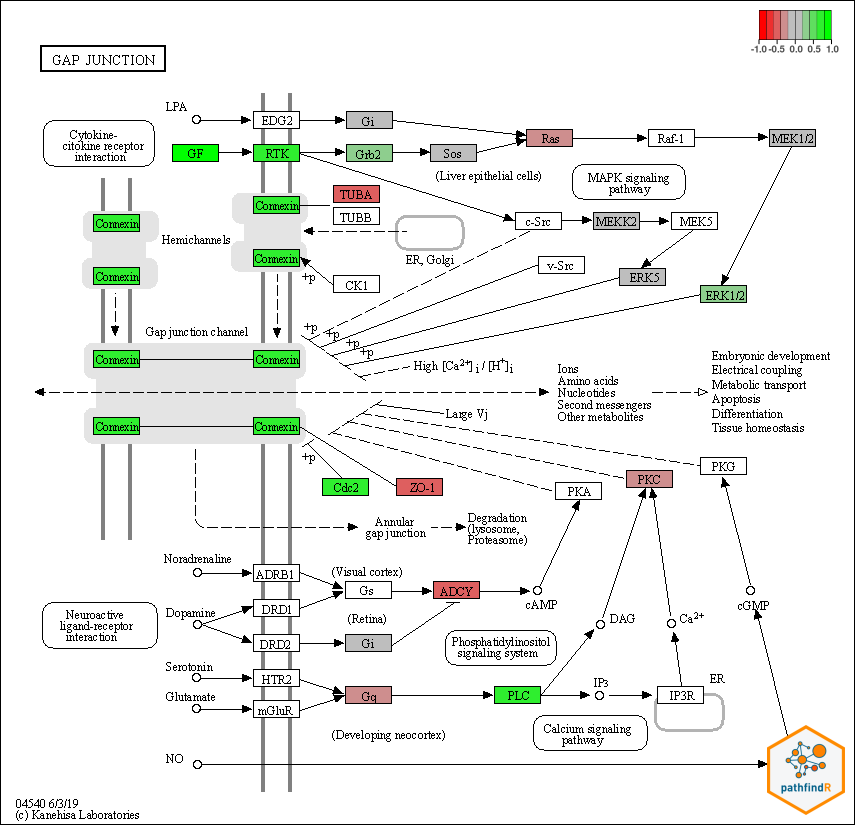 -1.0 -0.5 0.0 0.5 1.0
GAP JUNCTION
LPA
EDG2
Gi
Cytokine-
citokine receptor
interaction
GF
RTK
Grb2
Sos
Ras
Raf-1
MEK1/2
(Liver epithelial cells)
MAPK signaling
pathway
Connexin
Connexin
TUBA
TUBB
c-Src
MEKK2
MEK5
Hemichannels
ER, Golgi
Connexin
Connexin
+p
CK1
v-Src
ERK5
ERK1/2
Gap junction channel
+p
+p
+p
+p
Connexin
Connexin
High [Ca2+] i / [H+] i
Ions
Amino acids
Nucleotides
Second messengers
Other metabolites
Embryonic development
Electrical coupling
Metabolic transport
Apoptosis
Differentiation
Tissue homeostasis
Large Vj
Connexin
Connexin
+p
Cdc2
ZO-1
PKA
PKC
PKG
Annular
gap junction
Degradation
(lysosome,
Proteasome)
Noradrenaline
ADRB1
(Visual cortex)
Gs
ADCY
cAMP
cGMP
Neuroactive
ligand-receptor
interaction
Dopamine
DRD1
(Retina)
DRD2
Gi
Phosphatidylinositol
signaling system
DAG
Ca2+
Serotonin
HTR2
Glutamate
mGluR
Gq
PLC
IP3
IP3R
ER
(Developing neocortex)
Calcium signaling
pathway
NO
pathfindR
04540 6/3/19
(c) Kanehisa Laboratories